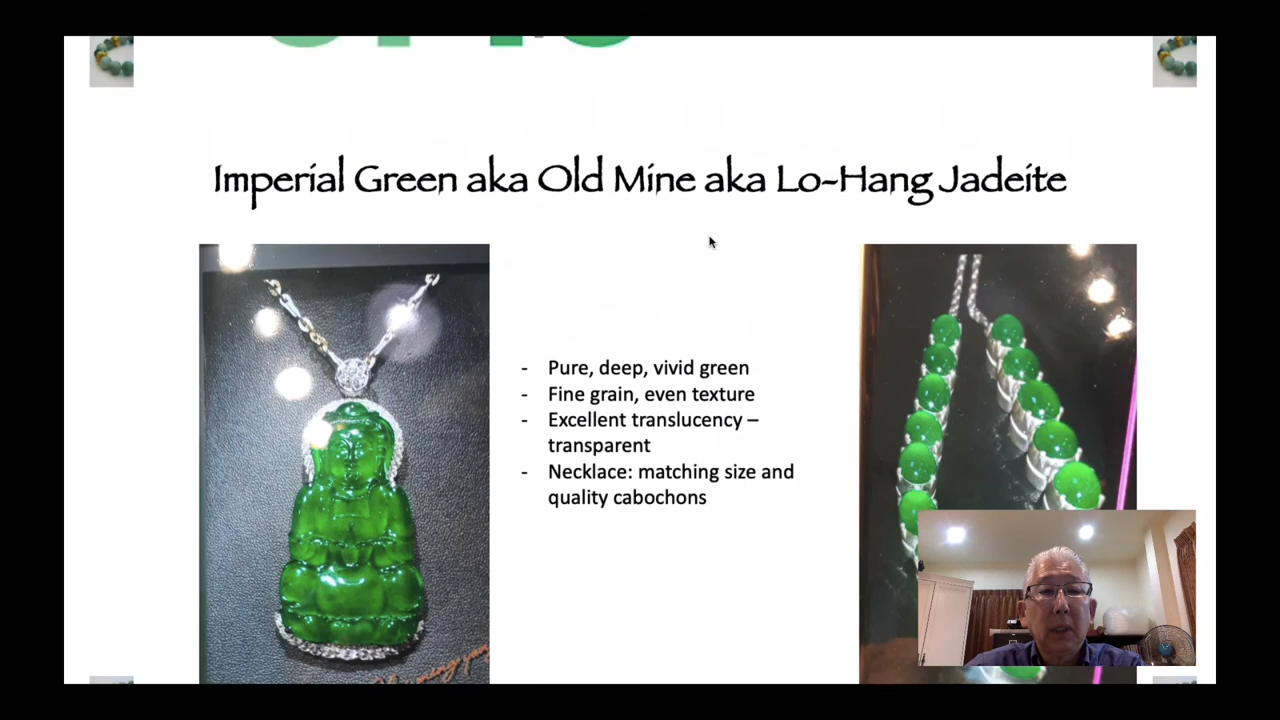 Imperial Green aka Old Mine aka Lo-Hang Jadeite
- Pure, deep, vivid green
- Fine grain, even texture
- Excellent translucency –
transparent
- Necklace: matching size and
quality cabochons